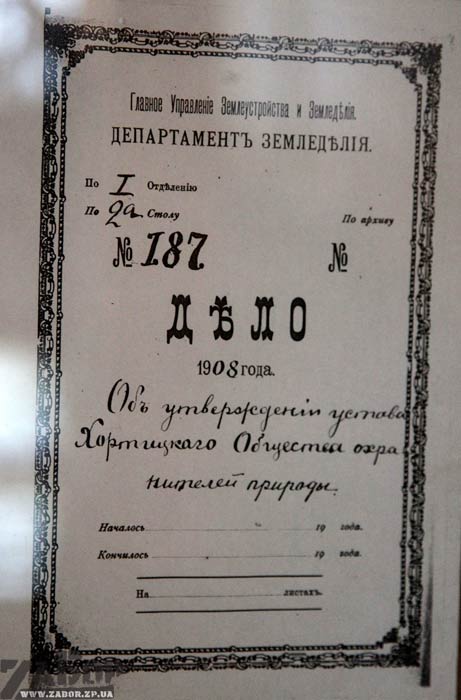 Главное Управленіе Землеустройства и Земледѣлія.
ДЕПАРТАМЕНТЪ ЗЕМЛЕДѢЛІЯ.
По I Отдѣленію
По 2а Столу
По архиву
№ 187
№
ДѢЛО
1908 года.
Объ утвержденіи устава
Хортицкаго Общества охра
нителей природы.
Началось 19 года.
Кончилось 19 года.
На листахъ.
WWW.ZADOR.ZP.UA